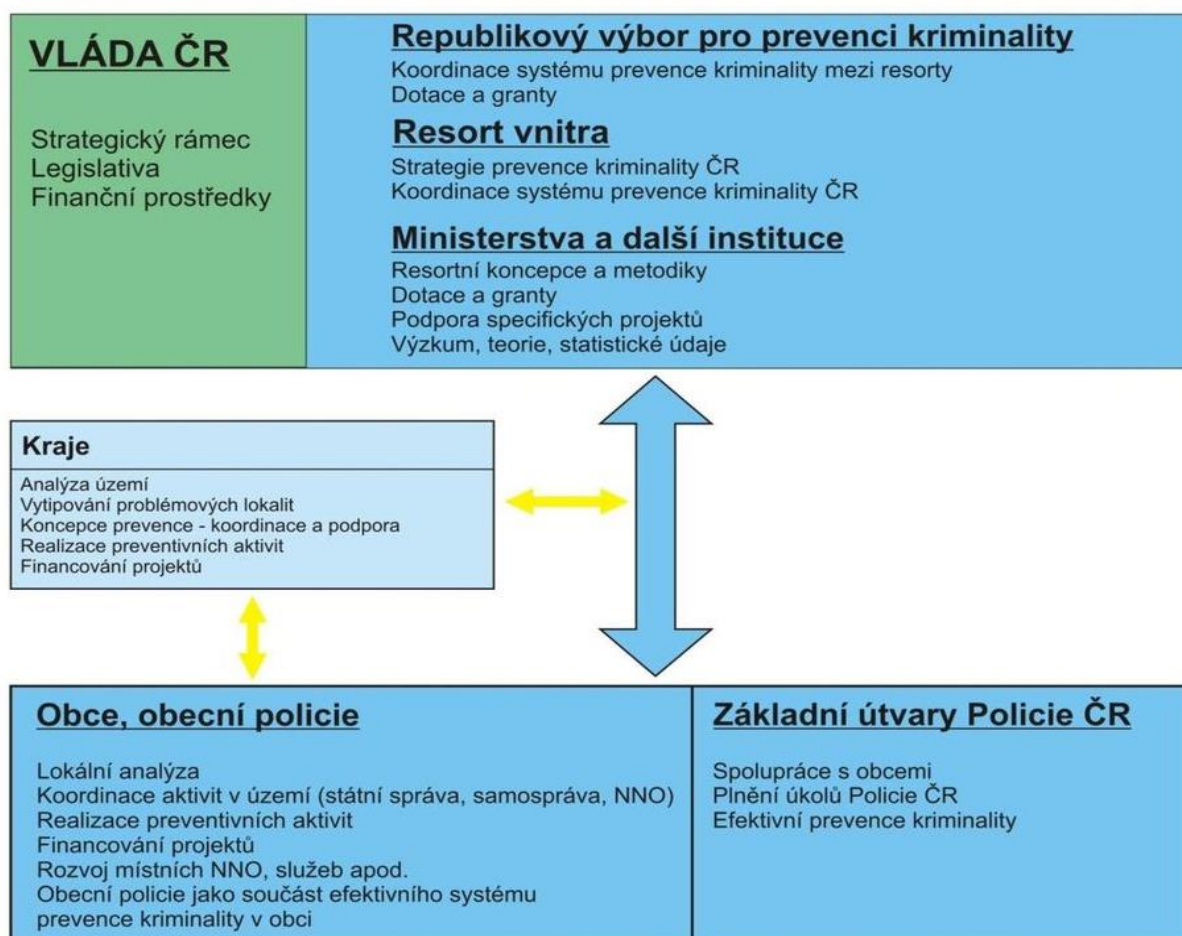 VLÁDA ČR
Strategický rámec
Legislativa
Finanční prostředky
Republikový výbor pro prevenci kriminality
Koordinace systému prevence kriminality mezi resorty
Dotace a granty
Resort vnitra
Strategie prevence kriminality ČR
Koordinace systému prevence kriminality ČR
Ministerstva a další instituce
Resortní koncepce a metodiky
Dotace a granty
Podpora specifických projektů
Výzkum, teorie, statistické údaje
Kraje
Analýza území
Vytipování problémových lokalit
Koncepce prevence - koordinace a podpora
Realizace preventivních aktivit
Financování projektů
Obce, obecní policie
Lokální analýza
Koordinace aktivit v území (státní správa, samospráva, NNO)
Realizace preventivních aktivit
Financování projektů
Rozvoj místních NNO, služeb apod.
Obecní policie jako součást efektivního systému
prevence kriminality v obci
Základní útvary Policie ČR
Spolupráce s obcemi
Plnění úkolů Policie ČR
Efektivní prevence kriminality